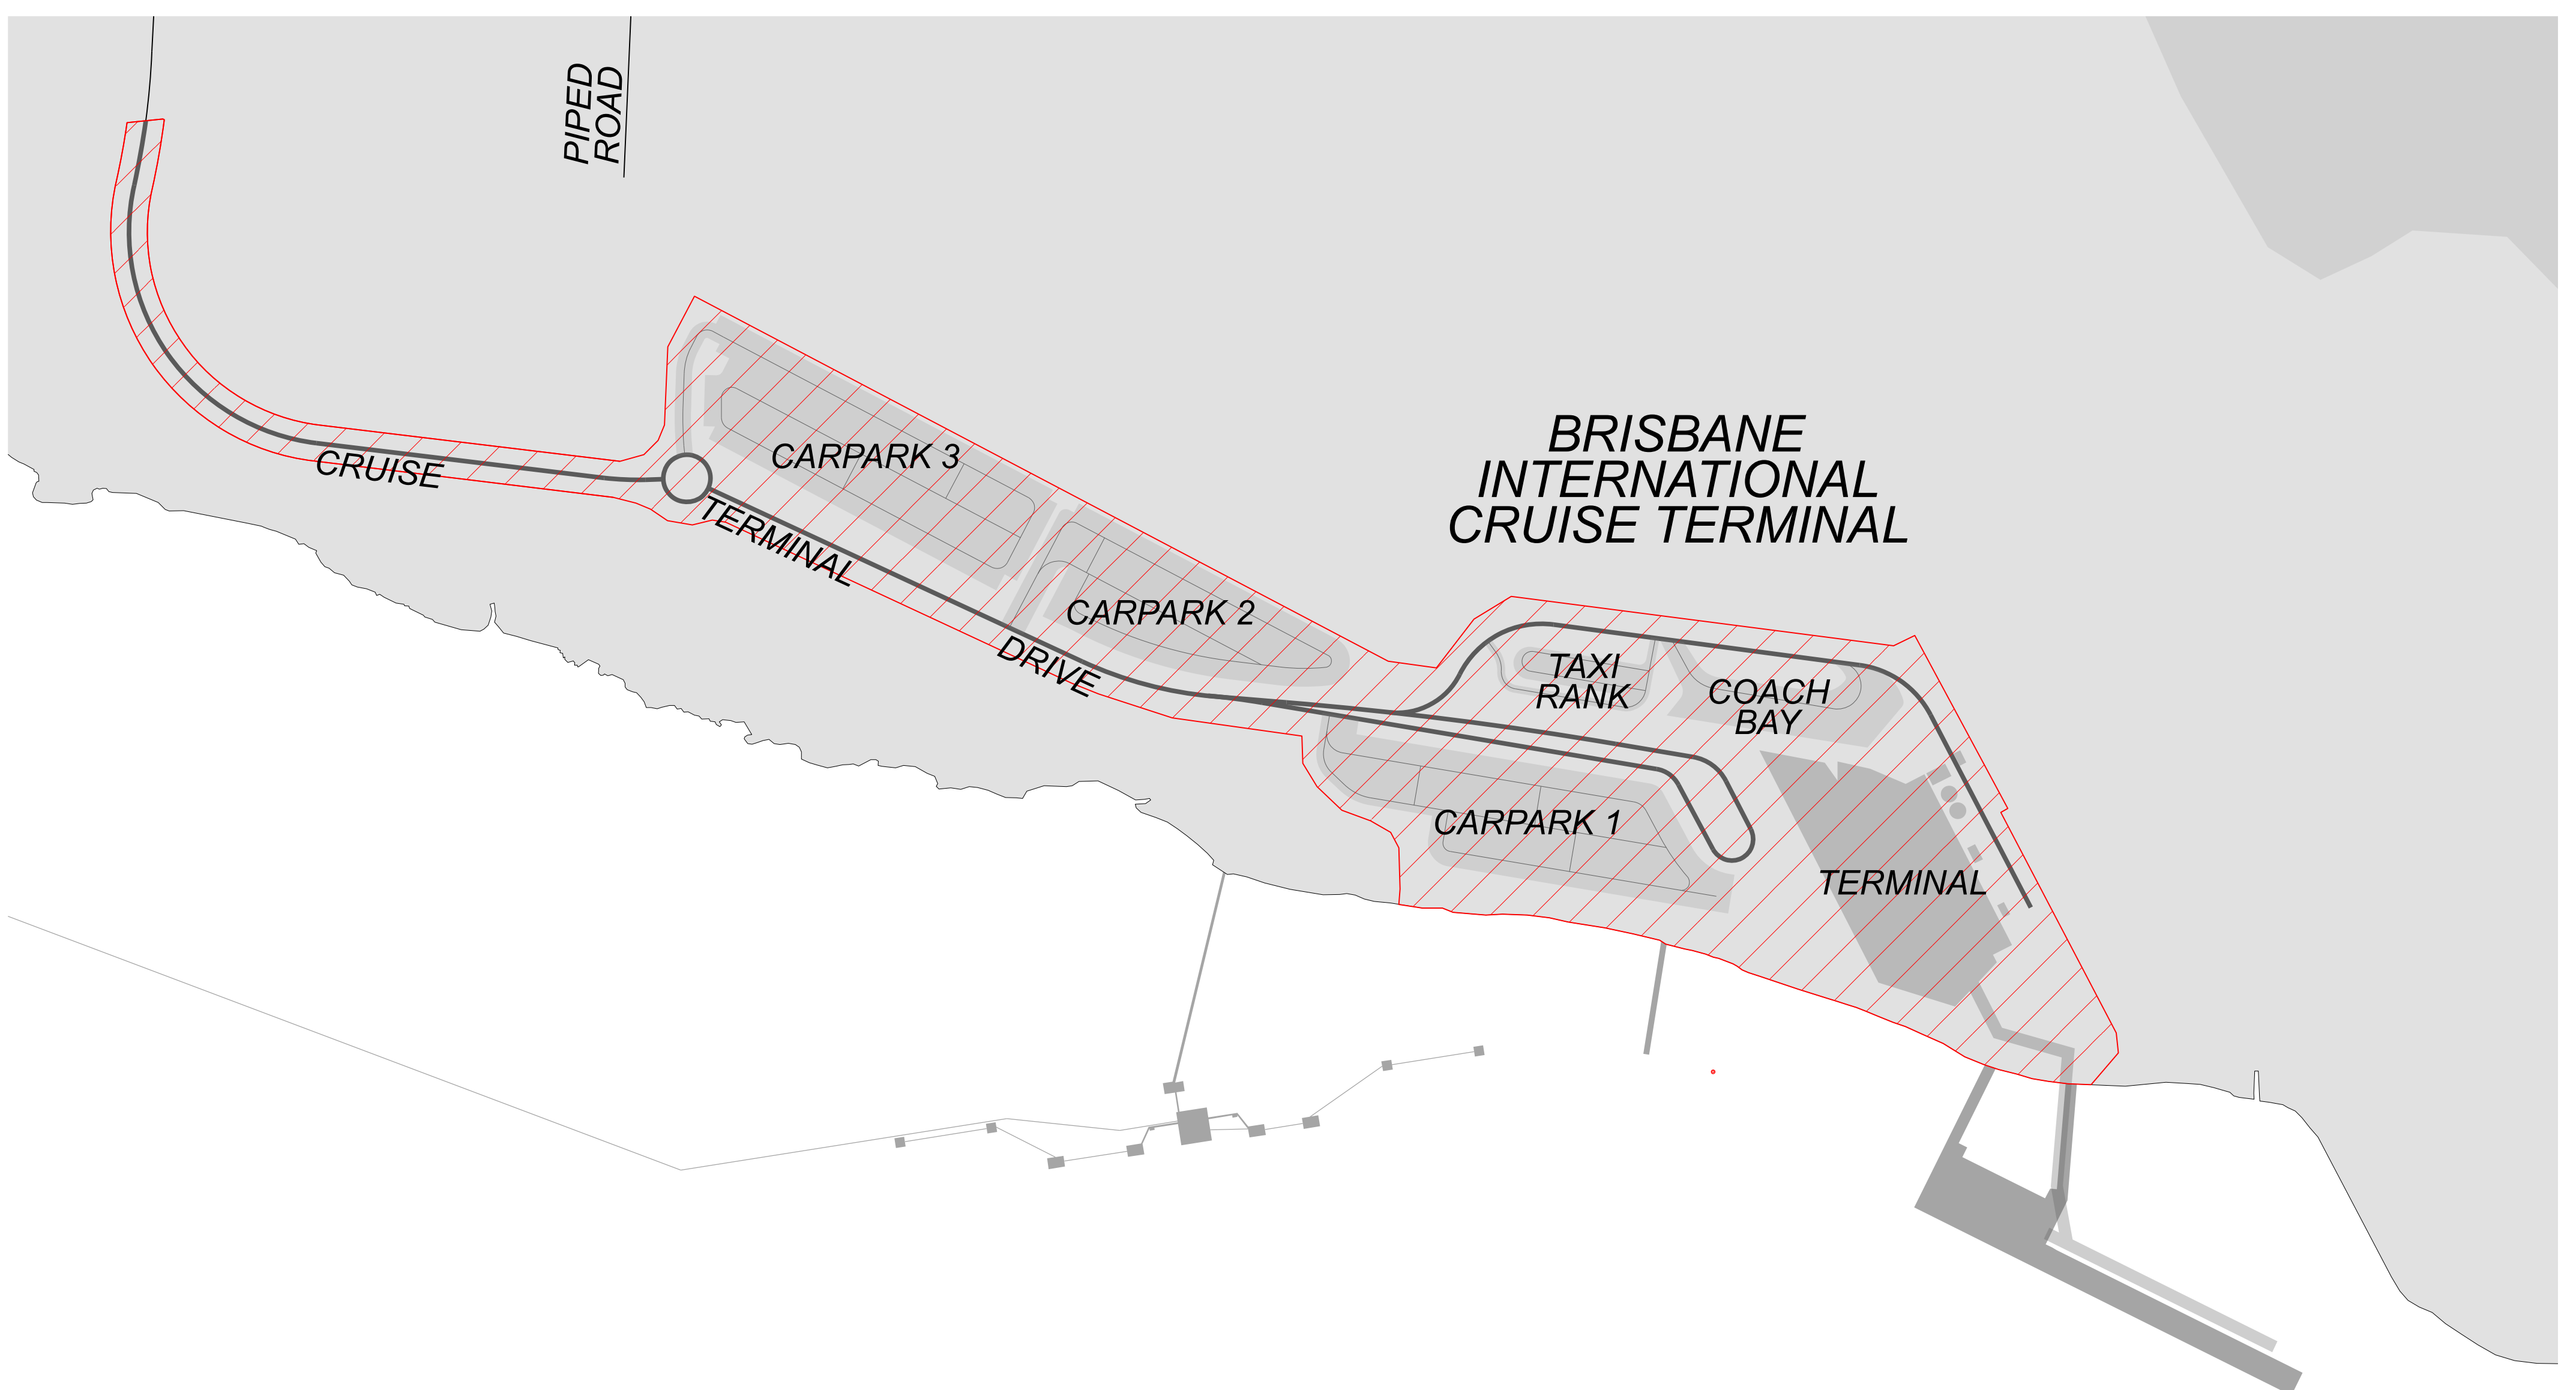 PIPED
ROAD
BRISBANE
INTERNATIONAL
CRUISE TERMINAL
CARPARK 3
CRUISE
TERMINAL
DRIVE
CARPARK 2
TAXI
RANK
COACH
BAY
CARPARK 1
TERMINAL